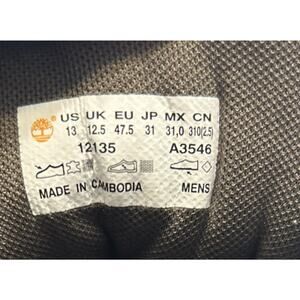 US UK EU JP MX CN
13 12.5 47.5 31 31,0 310(2.5)
12135 A3546
MADE IN CAMBODIA MENS